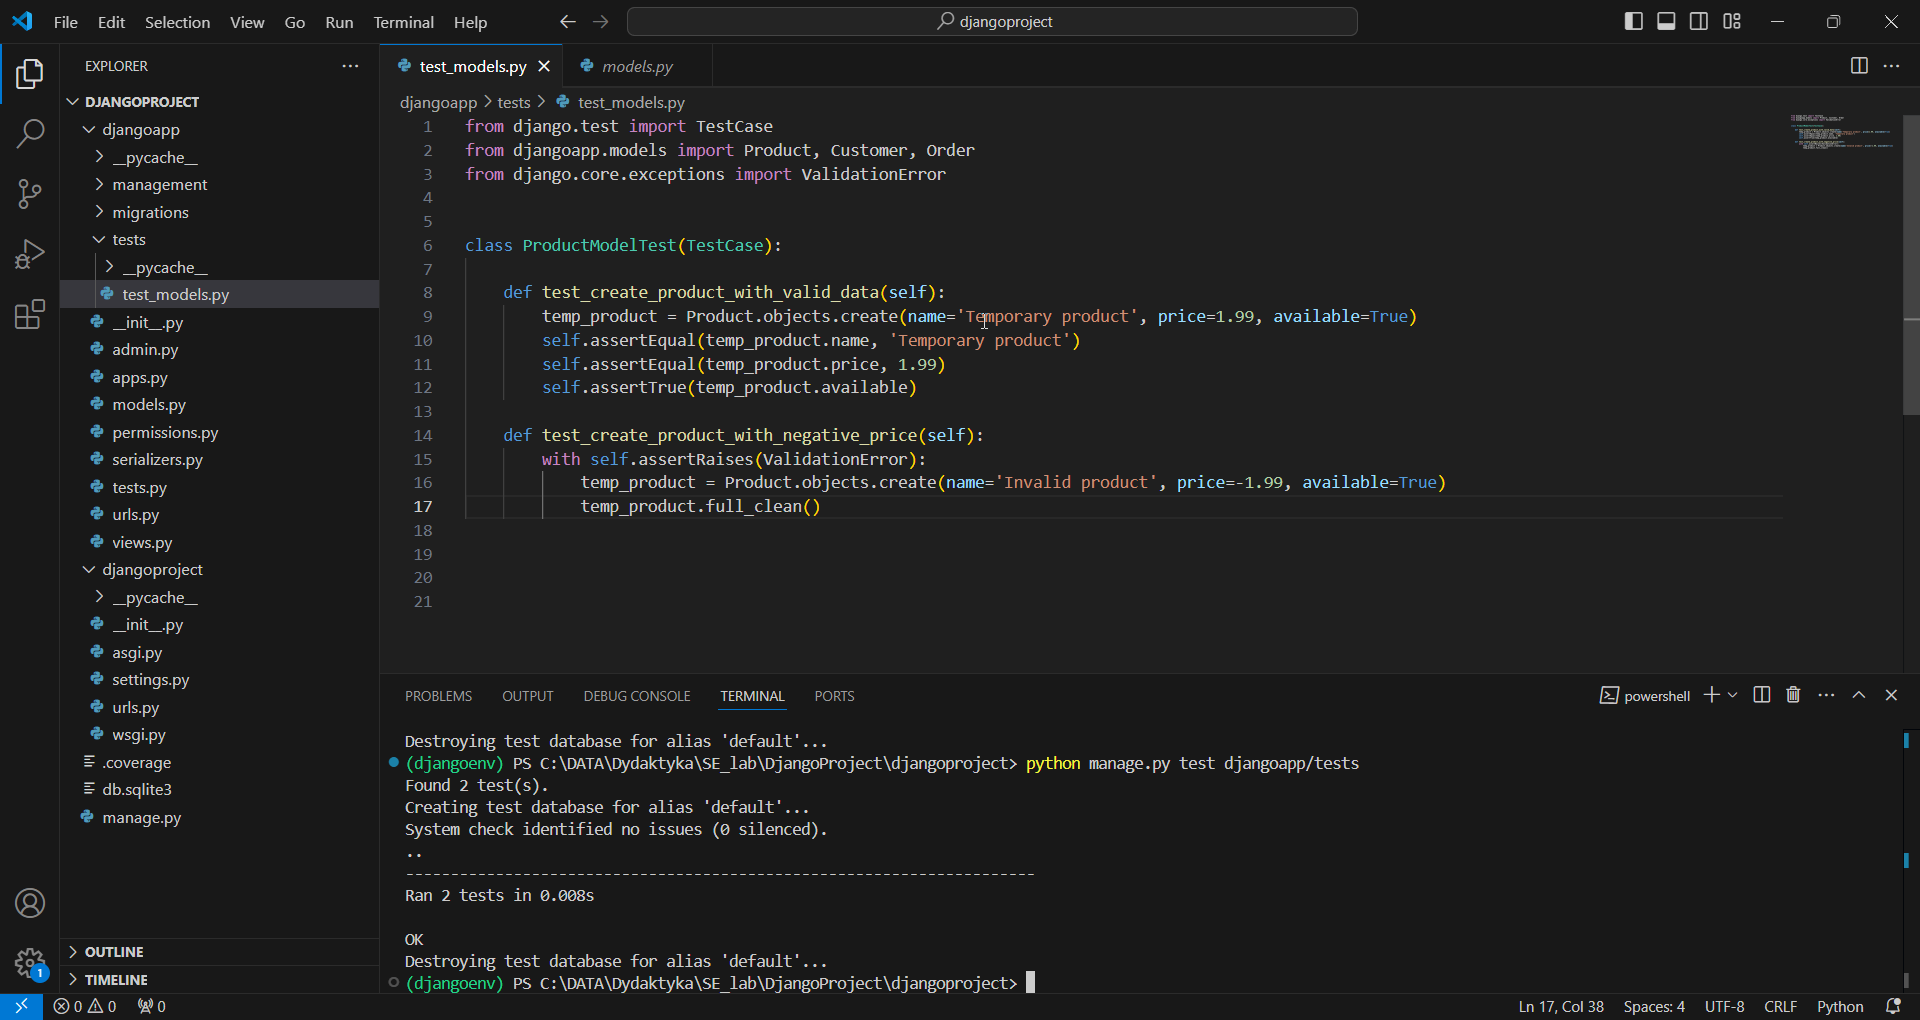 File Edit Selection View Go Run Terminal Help
djangoproject
EXPLORER
DJANGOPROJECT
djangoapp
__pycache__
management
migrations
tests
__pycache__
test_models.py
__init__.py
admin.py
apps.py
models.py
permissions.py
serializers.py
tests.py
urls.py
views.py
djangoproject
__pycache__
__init__.py
asgi.py
settings.py
urls.py
wsgi.py
.coverage
db.sqlite3
manage.py
OUTLINE
TIMELINE
test_models.py models.py
djangoapp > tests > test_models.py
1 from django.test import TestCase
2 from djangoapp.models import Product, Customer, Order
3 from django.core.exceptions import ValidationError
4
5
6 class ProductModelTest(TestCase):
7
8 def test_create_product_with_valid_data(self):
9 temp_product = Product.objects.create(name='Temporary product', price=1.99, available=True)
10 self.assertEqual(temp_product.name, 'Temporary product')
11 self.assertEqual(temp_product.price, 1.99)
12 self.assertTrue(temp_product.available)
13
14 def test_create_product_with_negative_price(self):
15 with self.assertRaises(ValidationError):
16 temp_product = Product.objects.create(name='Invalid product', price=-1.99, available=True)
17 temp_product.full_clean()
18
19
20
21
PROBLEMS OUTPUT DEBUG CONSOLE TERMINAL PORTS
powershell
Destroying test database for alias 'default'...
(djangoenv) PS C:\DATA\Dydaktyka\SE_lab\DjangoProject\djangoproject> python manage.py test djangoapp/tests
Found 2 test(s).
Creating test database for alias 'default'...
System check identified no issues (0 silenced).
..
----------------------------------------------------------------------
Ran 2 tests in 0.008s
OK
Destroying test database for alias 'default'...
(djangoenv) PS C:\DATA\Dydaktyka\SE_lab\DjangoProject\djangoproject>
1
0 0 0
Ln 17, Col 38 Spaces: 4 UTF-8 CRLF Python